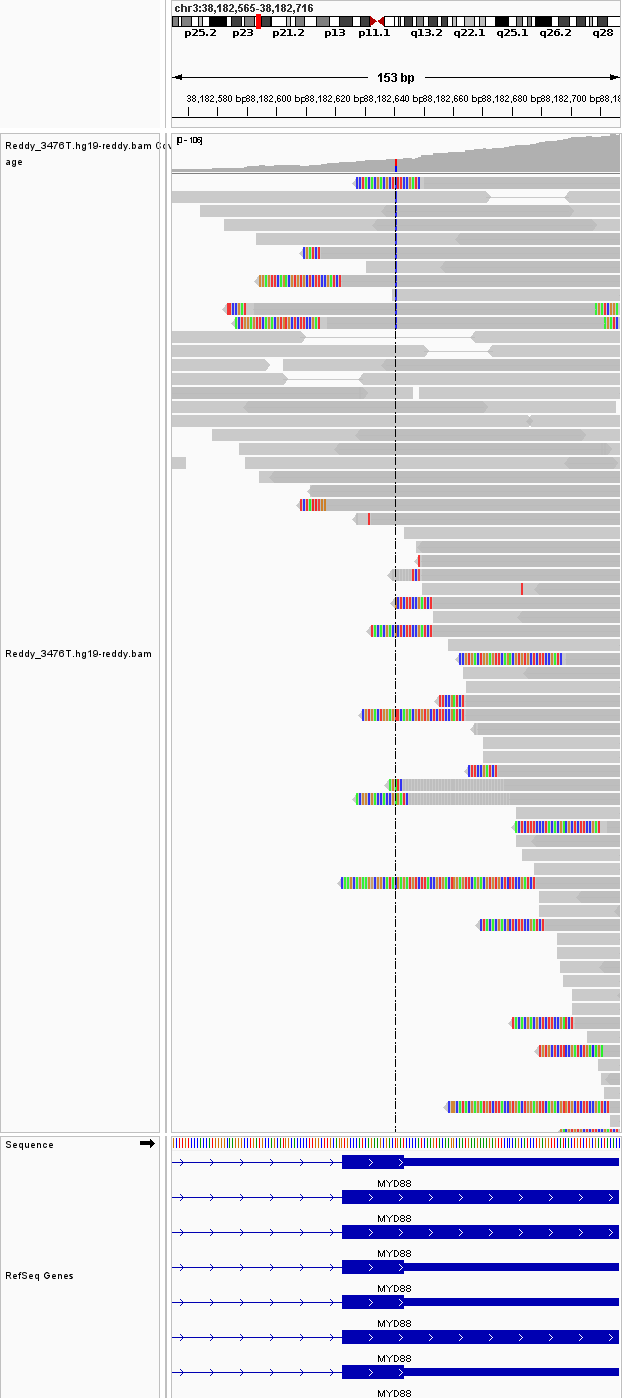 chr3:38,182,565-38,182,716
p25.2 p23 p21.2 p13 p11.1 q13.2 q22.1 q25.1 q26.2 q28
153 bp
38,182,580 bp 38,182,600 bp 38,182,620 bp 38,182,640 bp 38,182,660 bp 38,182,680 bp 38,182,700 bp
Reddy_3476T.hg19-reddy.bam Cov
age
[0 - 106]
Reddy_3476T.hg19-reddy.bam
Sequence
MYD88
MYD88
MYD88
MYD88
RefSeq Genes
MYD88
MYD88
MYD88